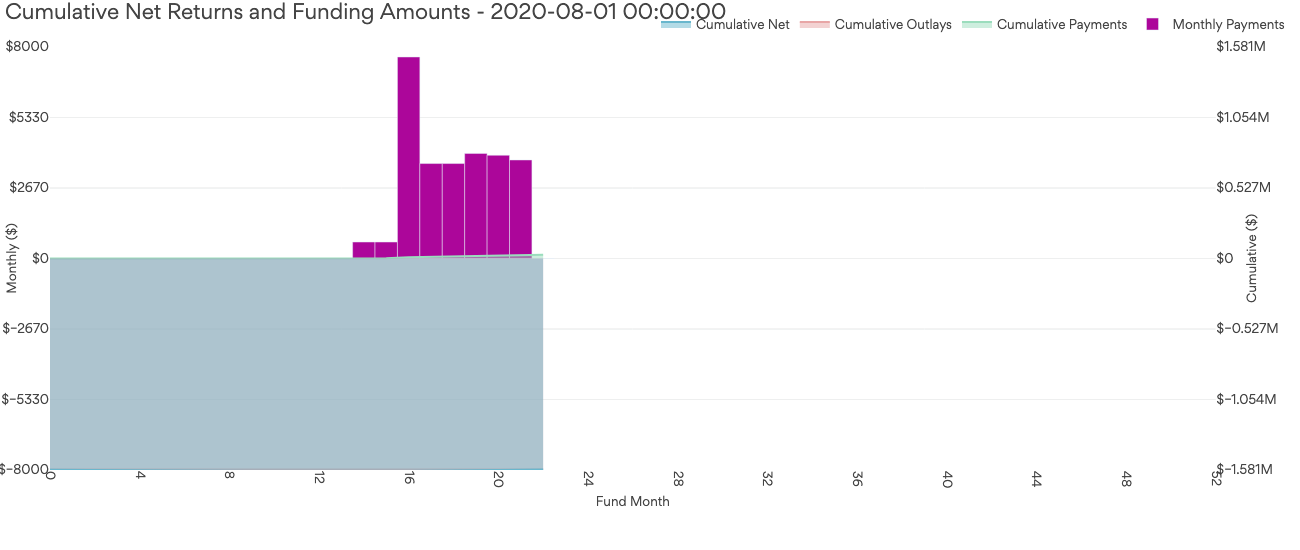 Cumulative Net Returns and Funding Amounts - 2020-08-01 00:00:00
Cumulative Net Cumulative Outlays Cumulative Payments Monthly Payments
$8000 $1.581M
$5330 $1.054M
$2670 $0.527M
Monthly ($) Cumulative ($)
$0 $0
$−2670 $−0.527M
$−5330 $−1.054M
$−8000 $−1.581M
0 4 8 12 16 20 24 28 32 36 40 44 48 52
Fund Month